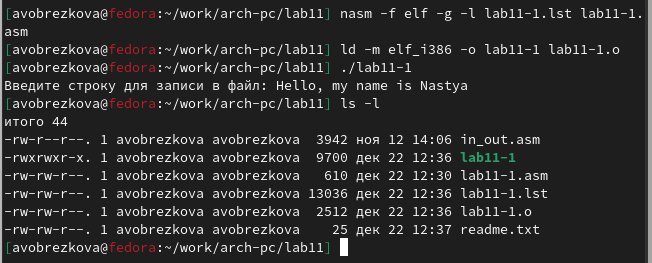 [avobrezkova@fedora:~/work/arch-pc/lab11] nasm -f elf -g -l lab11-1.lst lab11-1.
asm
[avobrezkova@fedora:~/work/arch-pc/lab11] ld -m elf_i386 -o lab11-1 lab11-1.o
[avobrezkova@fedora:~/work/arch-pc/lab11] ./lab11-1
Введите строку для записи в файл: Hello, my name is Nastya
[avobrezkova@fedora:~/work/arch-pc/lab11] ls -l
итого 44
-rw-r--r--. 1 avobrezkova avobrezkova  3942 ноя 12 14:06 in_out.asm
-rwxrwxr-x. 1 avobrezkova avobrezkova  9700 дек 22 12:36 lab11-1
-rw-rw-r--. 1 avobrezkova avobrezkova   610 дек 22 12:30 lab11-1.asm
-rw-rw-r--. 1 avobrezkova avobrezkova 13036 дек 22 12:36 lab11-1.lst
-rw-rw-r--. 1 avobrezkova avobrezkova  2512 дек 22 12:36 lab11-1.o
-rw-rw-r--. 1 avobrezkova avobrezkova    25 дек 22 12:37 readme.txt
[avobrezkova@fedora:~/work/arch-pc/lab11]